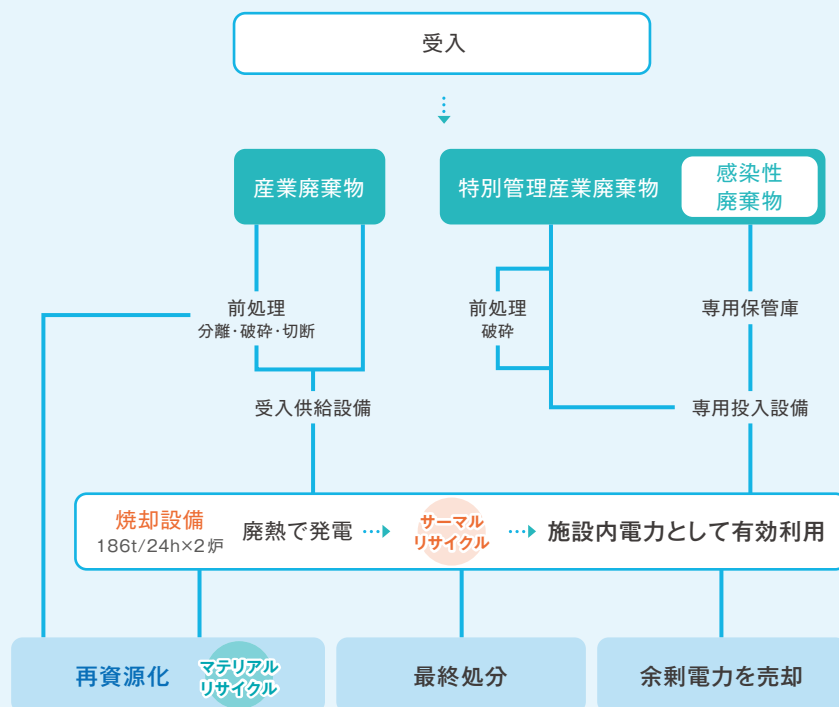 受入
産業廃棄物
特別管理産業廃棄物
感染性
廃棄物
前処理
分離・破砕・切断
前処理
破砕
専用保管庫
受入供給設備
専用投入設備
焼却設備
186t/24h×2炉
廃熱で発電
サーマル
リサイクル
施設内電力として有効利用
再資源化
マテリアル
リサイクル
最終処分
余剰電力を売却